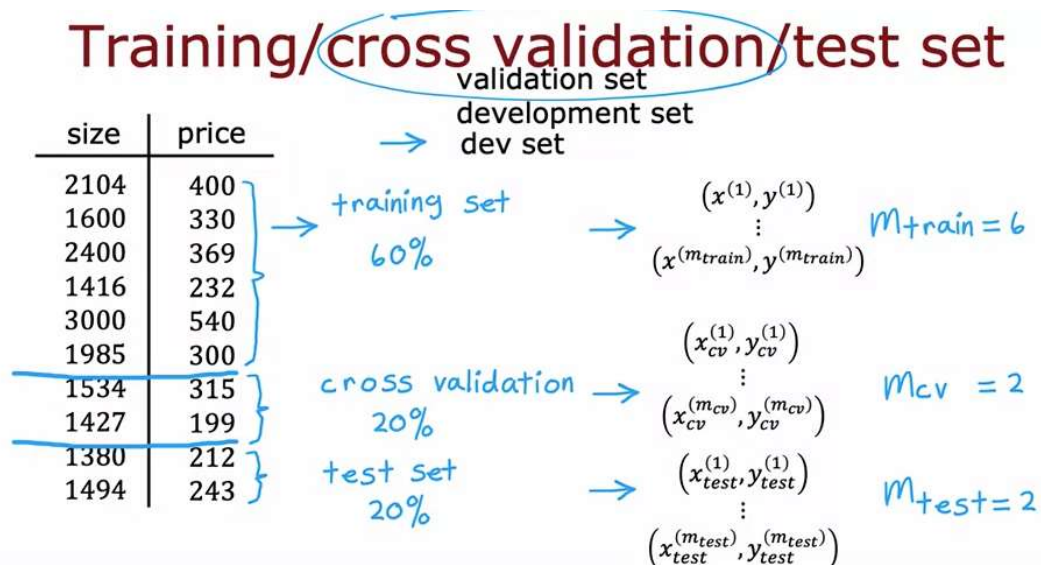 Training/cross validation/test set
validation set
development set
→ dev set
size price
2104 400
1600 330
2400 369
1416 232
3000 540
1985 300
1534 315
1427 199
1380 212
1494 243
→ training set
60%
→ (x^(1), y^(1))
⋮
(x^(m_train), y^(m_train))
m_train = 6
cross validation
20%
→ (x_cv^(1), y_cv^(1))
⋮
(x_cv^(m_cv), y_cv^(m_cv))
m_cv = 2
test set
20%
→ (x_test^(1), y_test^(1))
⋮
(x_test^(m_test), y_test^(m_test))
m_test = 2